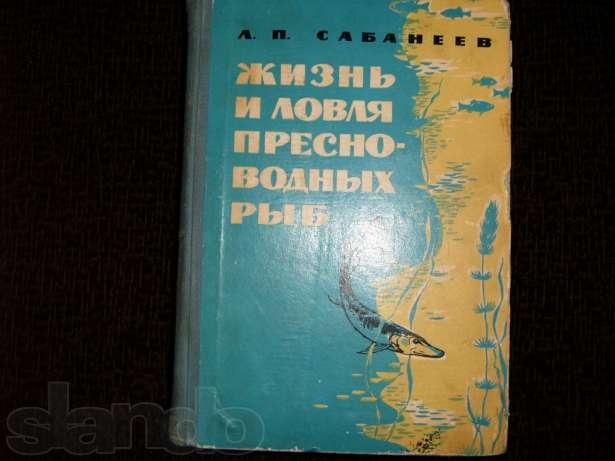 Л. П. САБАНЕЕВ
ЖИЗНЬ
И ЛОВЛЯ
ПРЕСНО-
ВОДНЫХ
РЫБ
slando